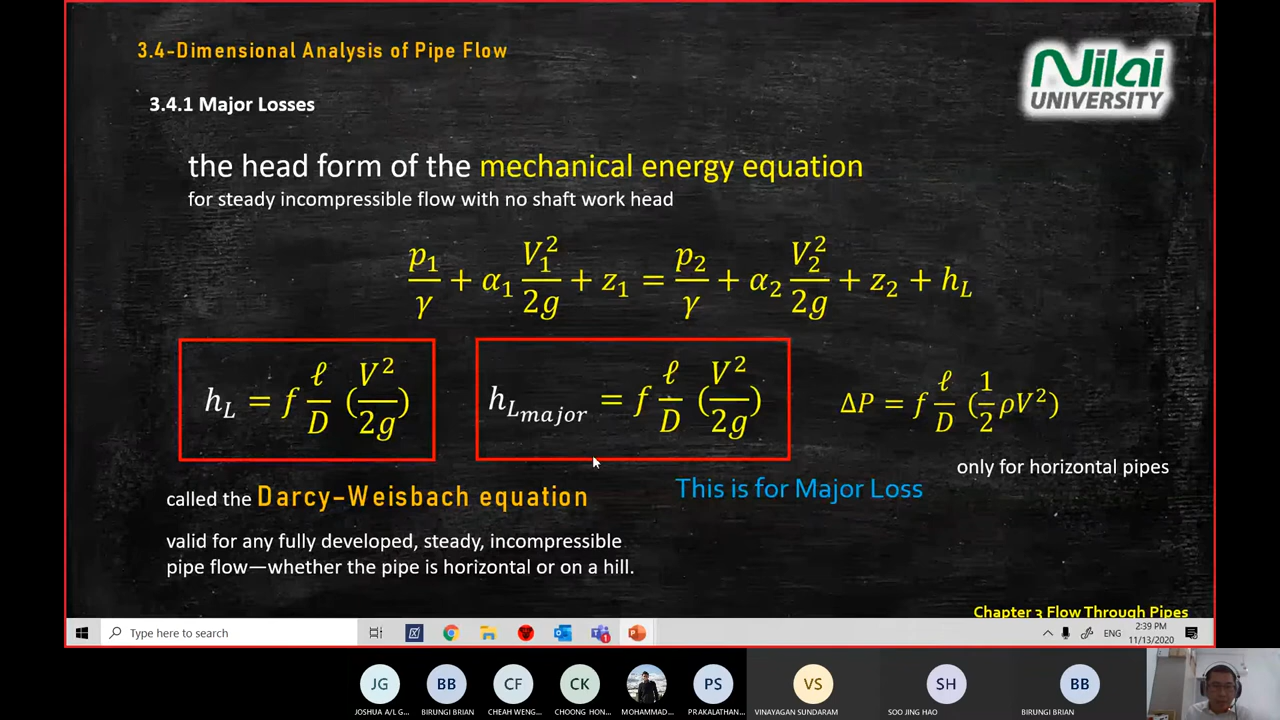 3.4-Dimensional Analysis of Pipe Flow
Nilai
UNIVERSITY
3.4.1 Major Losses
the head form of the mechanical energy equation
for steady incompressible flow with no shaft work head
p₁/γ + α₁ V₁²/2g + z₁ = p₂/γ + α₂ V₂²/2g + z₂ + h_L
h_L = f ℓ/D (V²/2g)
h_L_major = f ℓ/D (V²/2g)
ΔP = f ℓ/D (1/2 ρV²)
only for horizontal pipes
called the Darcy-Weisbach equation
This is for Major Loss
valid for any fully developed, steady, incompressible
pipe flow—whether the pipe is horizontal or on a hill.
Chapter 3 Flow Through Pipes
Type here to search
1
ENG
2:39 PM
11/13/2020
JG
BB
CF
CK
PS
VS
SH
BB
JOSHUA A/L G...
BIRUNGI BRIAN
CHEAH WENG...
CHOONG HON...
MOHAMMAD...
PRAKALATHAN...
VINAYAGAN SUNDARAM
SOO JING HAO
BIRUNGI BRIAN